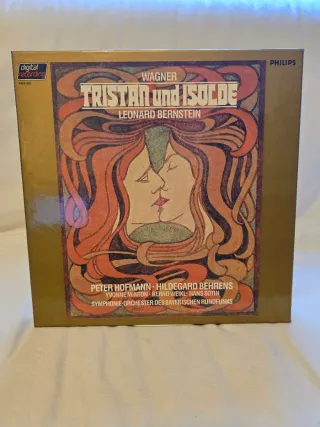 digital
recording
PHILIPS
WAGNER
TRISTAN und ISOLDE
LEONARD BERNSTEIN
PETER HOFMANN · HILDEGARD BEHRENS
YVONNE MINTON · BERND WEIKL · HANS SOTIN
SYMPHONIE-ORCHESTER DES BAYERISCHEN RUNDFUNKS